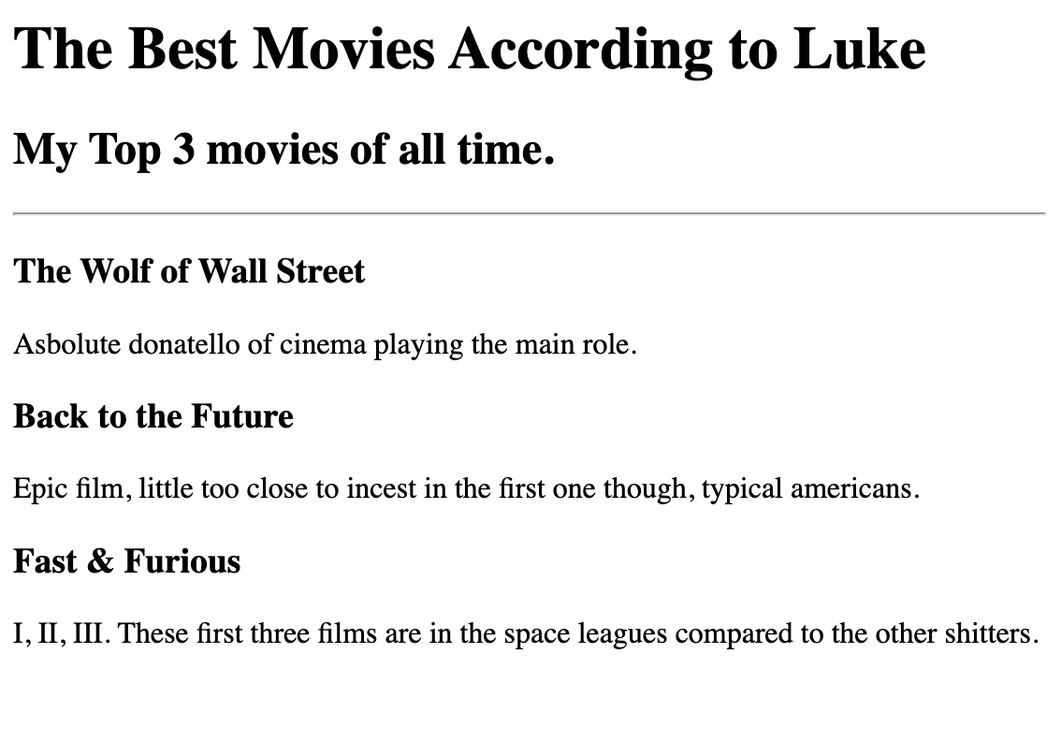 The Best Movies According to Luke
My Top 3 movies of all time.
The Wolf of Wall Street
Asbolute donatello of cinema playing the main role.
Back to the Future
Epic film, little too close to incest in the first one though, typical americans.
Fast & Furious
I, II, III. These first three films are in the space leagues compared to the other shitters.